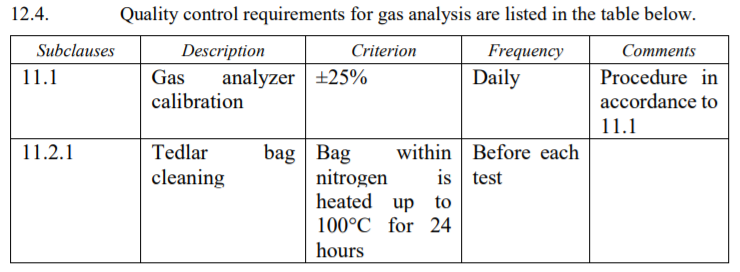 12.4. Quality control requirements for gas analysis are listed in the table below.
Subclauses Description Criterion Frequency Comments
11.1 Gas analyzer ±25% Daily Procedure in
calibration accordance to
11.1
11.2.1 Tedlar bag Bag within Before each
cleaning nitrogen is test
heated up to
100°C for 24
hours